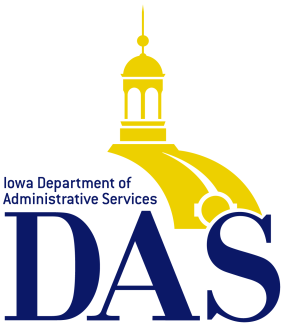 Iowa Department of
Administrative Services
DAS